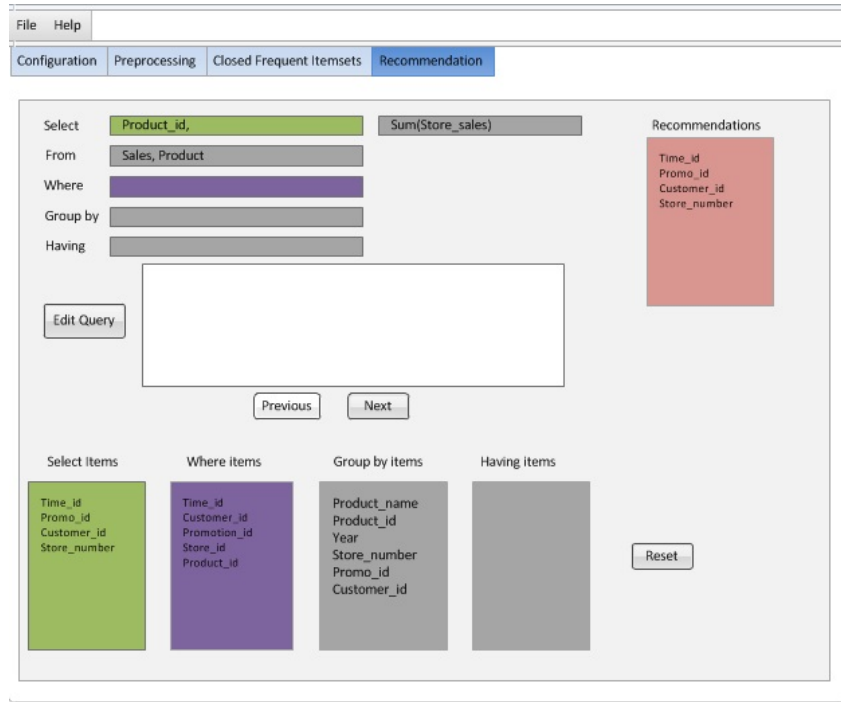 File Help
Configuration Preprocessing Closed Frequent Itemsets Recommendation
Select Product_id, Sum(Store_sales)
From Sales, Product
Where
Group by
Having
Recommendations
Time_id
Promo_id
Customer_id
Store_number
Edit Query
Previous Next
Select Items
Time_id
Promo_id
Customer_id
Store_number
Where items
Time_id
Customer_id
Promotion_id
Store_id
Product_id
Group by items
Product_name
Product_id
Year
Store_number
Promo_id
Customer_id
Having items
Reset